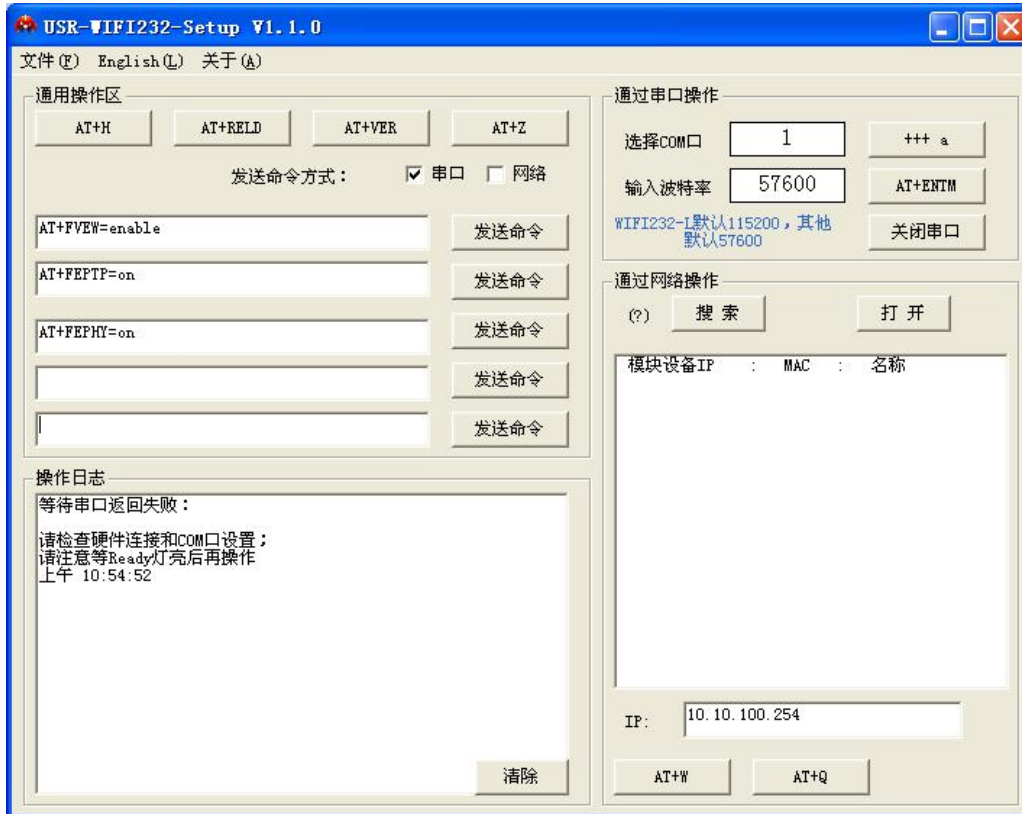 USR-WIFI232-Setup V1.1.0
文件(F) English(L) 关于(A)
通用操作区
AT+H AT+RELD AT+VER AT+Z
发送命令方式： 串口 网络
AT+FVEW=enable 发送命令
AT+FEPTP=on 发送命令
AT+FEPHY=on 发送命令
发送命令
发送命令
操作日志
等待串口返回失败：
请检查硬件连接和COM口设置；
请注意等Ready灯亮后再操作
上午 10:54:52
清除
通过串口操作
选择COM口 1 +++ a
输入波特率 57600 AT+ENTM
WIFI232-L默认115200，其他
默认57600
关闭串口
通过网络操作
(?) 搜 索 打 开
模块设备IP : MAC : 名称
IP: 10.10.100.254
AT+W AT+Q